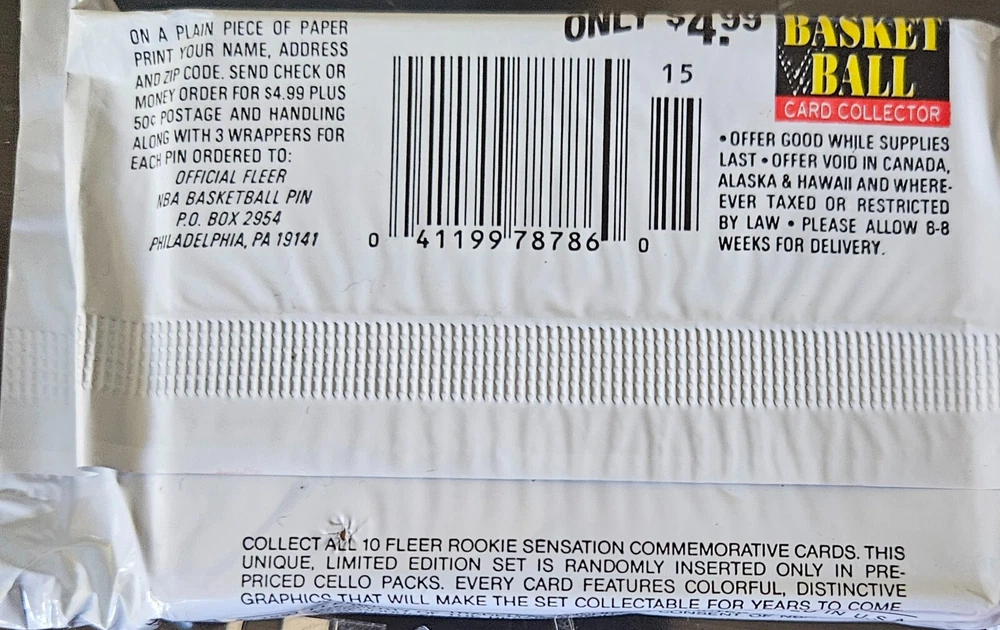 ON A PLAIN PIECE OF PAPER
PRINT YOUR NAME, ADDRESS
AND ZIP CODE. SEND CHECK OR
MONEY ORDER FOR $4.99 PLUS
50¢ POSTAGE AND HANDLING
ALONG WITH 3 WRAPPERS FOR
EACH PIN ORDERED TO:
OFFICIAL FLEER
NBA BASKETBALL PIN
P.O. BOX 2954
PHILADELPHIA, PA 19141
ONLY $4.99
15
0 41199 78786 0
BASKET
BALL
CARD COLLECTOR
• OFFER GOOD WHILE SUPPLIES
LAST • OFFER VOID IN CANADA,
ALASKA & HAWAII AND WHERE-
EVER TAXED OR RESTRICTED
BY LAW • PLEASE ALLOW 6-8
WEEKS FOR DELIVERY.
COLLECT ALL 10 FLEER ROOKIE SENSATION COMMEMORATIVE CARDS. THIS
UNIQUE, LIMITED EDITION SET IS RANDOMLY INSERTED ONLY IN PRE-
PRICED CELLO PACKS. EVERY CARD FEATURES COLORFUL, DISTINCTIVE
GRAPHICS THAT WILL MAKE THE SET COLLECTABLE FOR YEARS TO COME
CONSENT OF